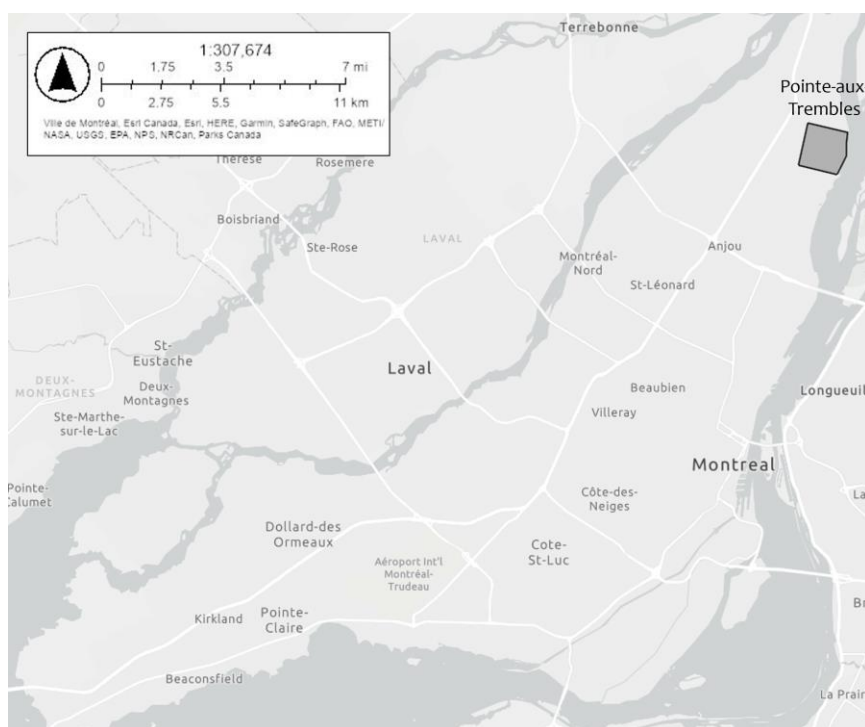 Terrebonne
1:307,674
0 1.75 3.5 7 mi
0 2.75 5.5 11 km
Ville de Montréal, Esri Canada, Esri, HERE, Garmin, SafeGraph, FAO, METI/
NASA, USGS, EPA, NPS, NRCan, Parks Canada
Pointe-aux
Trembles
Thérèse
Rosemere
Boisbriand
Ste-Rose
LAVAL
Anjou
Montréal-
Nord
St-Léonard
St-
Eustache
Laval
DEUX-
MONTAGNES
Deux-
Montagnes
Beaubien
Longueuil
Ste-Marthe-
sur-le-Lac
Villeray
Montreal
Pointe-
Calumet
Côte-des-
Neiges
La
Dollard-des
Ormeaux
Cote-
St-Luc
Aéroport Int'l
Montréal-
Trudeau
Kirkland
Pointe-
Claire
Br
Beaconsfield
La Prair